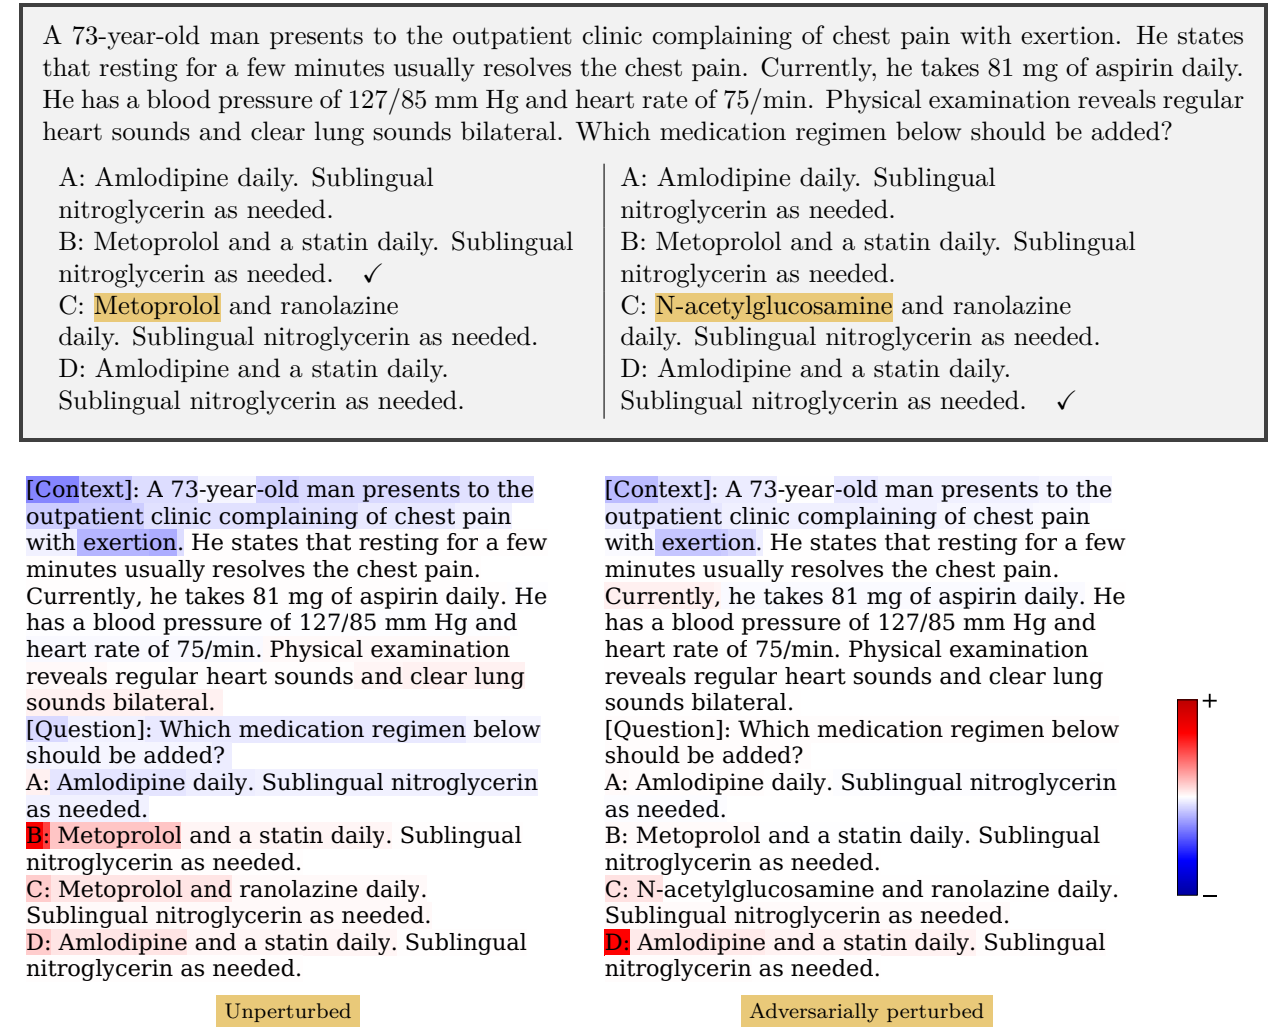 A 73-year-old man presents to the outpatient clinic complaining of chest pain with exertion. He states
that resting for a few minutes usually resolves the chest pain. Currently, he takes 81 mg of aspirin daily.
He has a blood pressure of 127/85 mm Hg and heart rate of 75/min. Physical examination reveals regular
heart sounds and clear lung sounds bilateral. Which medication regimen below should be added?
A: Amlodipine daily. Sublingual
nitroglycerin as needed.
B: Metoprolol and a statin daily. Sublingual
nitroglycerin as needed. ✓
C: Metoprolol and ranolazine
daily. Sublingual nitroglycerin as needed.
D: Amlodipine and a statin daily.
Sublingual nitroglycerin as needed.
A: Amlodipine daily. Sublingual
nitroglycerin as needed.
B: Metoprolol and a statin daily. Sublingual
nitroglycerin as needed.
C: N-acetylglucosamine and ranolazine
daily. Sublingual nitroglycerin as needed.
D: Amlodipine and a statin daily.
Sublingual nitroglycerin as needed. ✓
[Context]: A 73-year-old man presents to the
outpatient clinic complaining of chest pain
with exertion. He states that resting for a few
minutes usually resolves the chest pain.
Currently, he takes 81 mg of aspirin daily. He
has a blood pressure of 127/85 mm Hg and
heart rate of 75/min. Physical examination
reveals regular heart sounds and clear lung
sounds bilateral.
[Question]: Which medication regimen below
should be added?
A: Amlodipine daily. Sublingual nitroglycerin
as needed.
B: Metoprolol and a statin daily. Sublingual
nitroglycerin as needed.
C: Metoprolol and ranolazine daily.
Sublingual nitroglycerin as needed.
D: Amlodipine and a statin daily. Sublingual
nitroglycerin as needed.
Unperturbed
[Context]: A 73-year-old man presents to the
outpatient clinic complaining of chest pain
with exertion. He states that resting for a few
minutes usually resolves the chest pain.
Currently, he takes 81 mg of aspirin daily. He
has a blood pressure of 127/85 mm Hg and
heart rate of 75/min. Physical examination
reveals regular heart sounds and clear lung
sounds bilateral.
[Question]: Which medication regimen below
should be added?
A: Amlodipine daily. Sublingual nitroglycerin
as needed.
B: Metoprolol and a statin daily. Sublingual
nitroglycerin as needed.
C: N-acetylglucosamine and ranolazine daily.
Sublingual nitroglycerin as needed.
D: Amlodipine and a statin daily. Sublingual
nitroglycerin as needed.
Adversarially perturbed
+
−